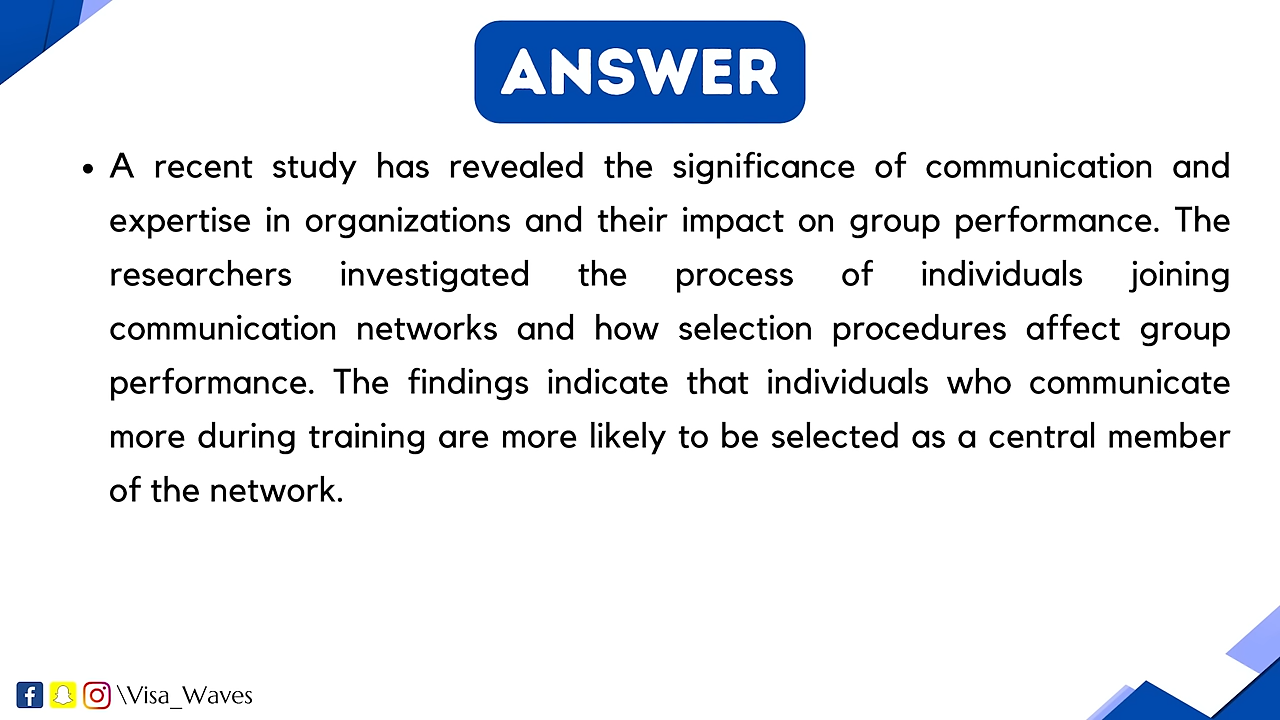 ANSWER
• A recent study has revealed the significance of communication and
expertise in organizations and their impact on group performance. The
researchers investigated the process of individuals joining
communication networks and how selection procedures affect group
performance. The findings indicate that individuals who communicate
more during training are more likely to be selected as a central member
of the network.
\Visa_Waves